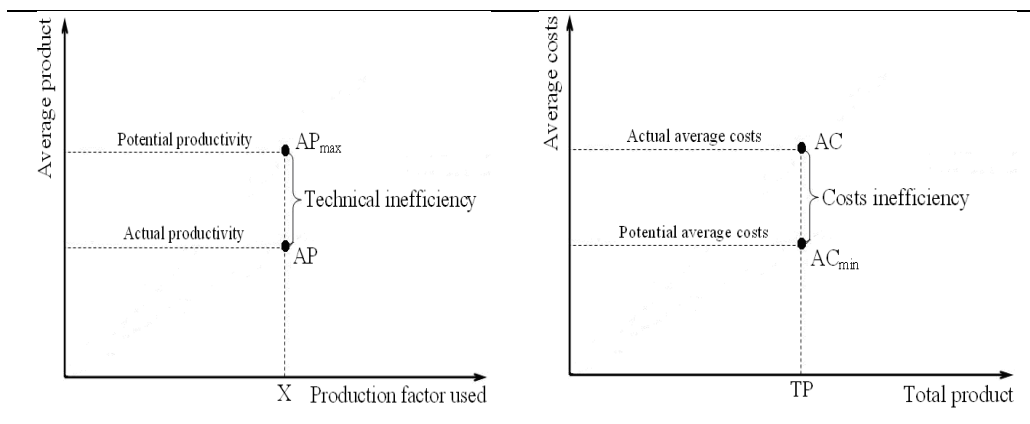 Average product
Potential productivity
APmax
Technical inefficiency
Actual productivity
AP
X
Production factor used
Average costs
Actual average costs
AC
Costs inefficiency
Potential average costs
ACmin
TP
Total product